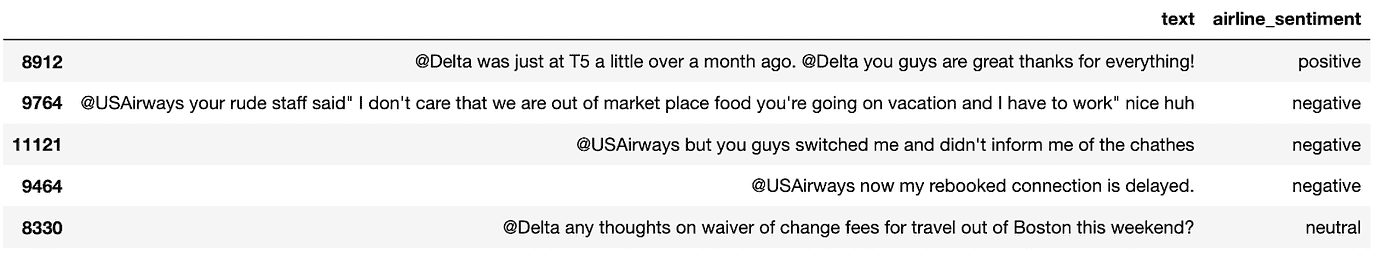 text airline_sentiment
8912 @Delta was just at T5 a little over a month ago. @Delta you guys are great thanks for everything! positive
9764 @USAirways your rude staff said" I don't care that we are out of market place food you're going on vacation and I have to work" nice huh negative
11121 @USAirways but you guys switched me and didn't inform me of the chathes negative
9464 @USAirways now my rebooked connection is delayed. negative
8330 @Delta any thoughts on waiver of change fees for travel out of Boston this weekend? neutral